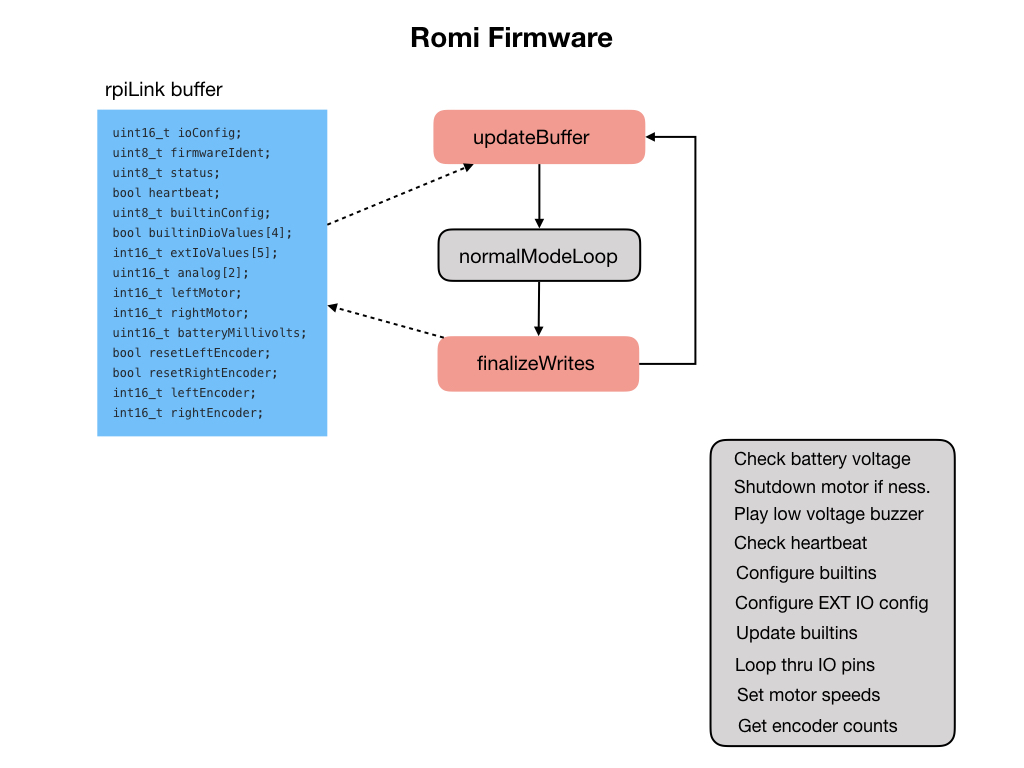 Romi Firmware
rpiLink buffer
uint16_t ioConfig;
uint8_t firmwareIdent;
uint8_t status;
bool heartbeat;
uint8_t builtinConfig;
bool builtinDioValues[4];
int16_t extIoValues[5];
uint16_t analog[2];
int16_t leftMotor;
int16_t rightMotor;
uint16_t batteryMillivolts;
bool resetLeftEncoder;
bool resetRightEncoder;
int16_t leftEncoder;
int16_t rightEncoder;
updateBuffer
normalModeLoop
finalizeWrites
Check battery voltage
Shutdown motor if ness.
Play low voltage buzzer
Check heartbeat
Configure builtins
Configure EXT IO config
Update builtins
Loop thru IO pins
Set motor speeds
Get encoder counts